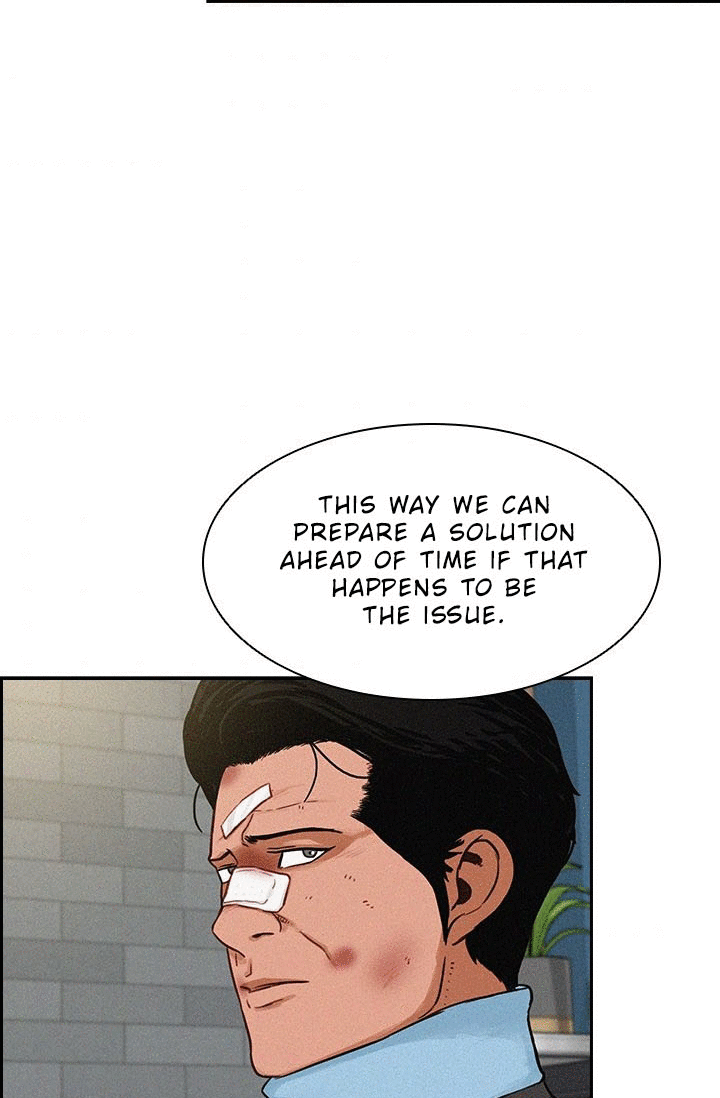 THIS WAY WE CAN
PREPARE A SOLUTION
AHEAD OF TIME IF THAT
HAPPENS TO BE
THE ISSUE.